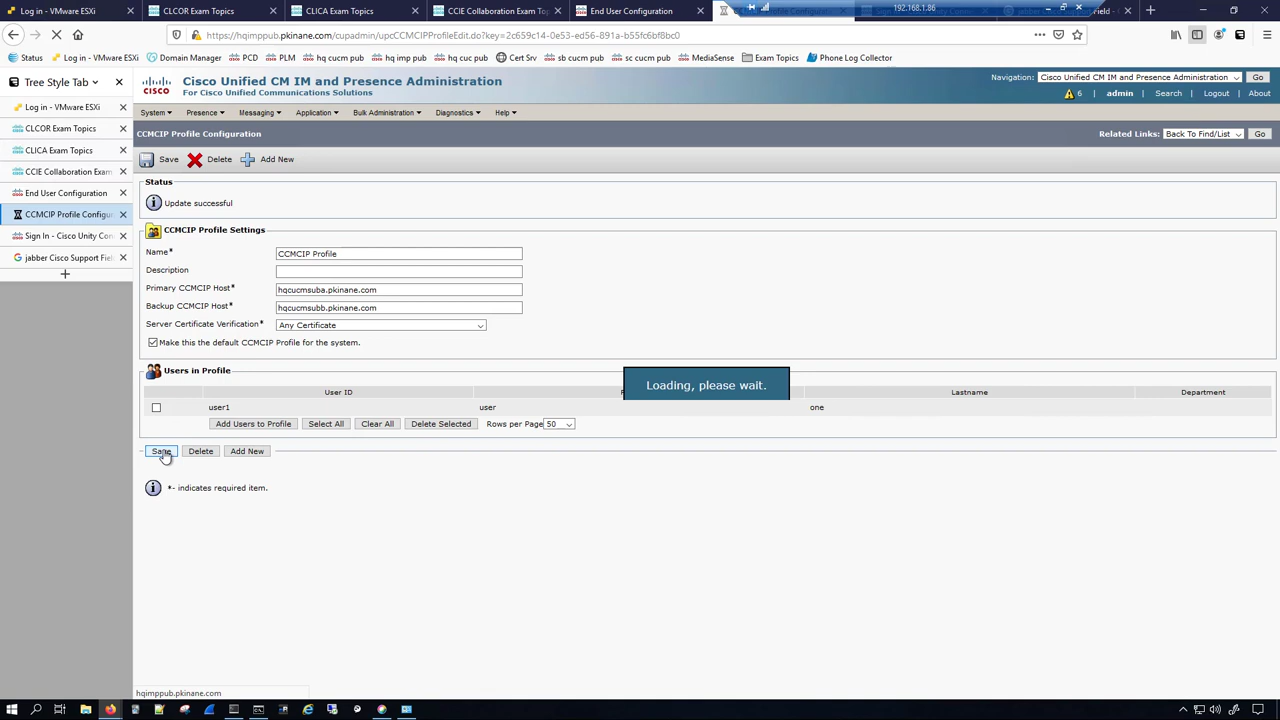 Log in - VMware ESXi
CLCOR Exam Topics
CLICA Exam Topics
CCIE Collaboration Exam To
End User Configuration
192.168.1.86
https://hqimppub.pkinane.com/cupadmin/upcCCMCIPProfileEdit.do?key=2c659c14-0e53-ed56-891a-b55fc6bf8bc0
Status
Log in - VMware ESXi
Domain Manager
PCD
PLM
hq cucm pub
hq imp pub
hq cuc pub
Cert Srv
sb cucm pub
sc cucm pub
MediaSense
Exam Topics
Phone Log Collector
Tree Style Tab
Log in - VMware ESXi
CLCOR Exam Topics
CLICA Exam Topics
CCIE Collaboration Exam
End User Configuration
CCMCIP Profile Configu
Sign In - Cisco Unity Con
jabber Cisco Support Fiel
cisco
Cisco Unified CM IM and Presence Administration
For Cisco Unified Communications Solutions
Navigation: Cisco Unified CM IM and Presence Administration Go
6 | admin | Search | Logout | About
System Presence Messaging Application Bulk Administration Diagnostics Help
CCMCIP Profile Configuration
Related Links: Back To Find/List Go
Save Delete Add New
Status
Update successful
CCMCIP Profile Settings
Name* CCMCIP Profile
Description
Primary CCMCIP Host* hqcucmsuba.pkinane.com
Backup CCMCIP Host* hqcucmsubb.pkinane.com
Server Certificate Verification* Any Certificate
Make this the default CCMCIP Profile for the system.
Users in Profile
User ID Lastname Department
user1 user one
Add Users to Profile Select All Clear All Delete Selected Rows per Page 50
Loading, please wait.
Save Delete Add New
*- indicates required item.
hqimppub.pkinane.com